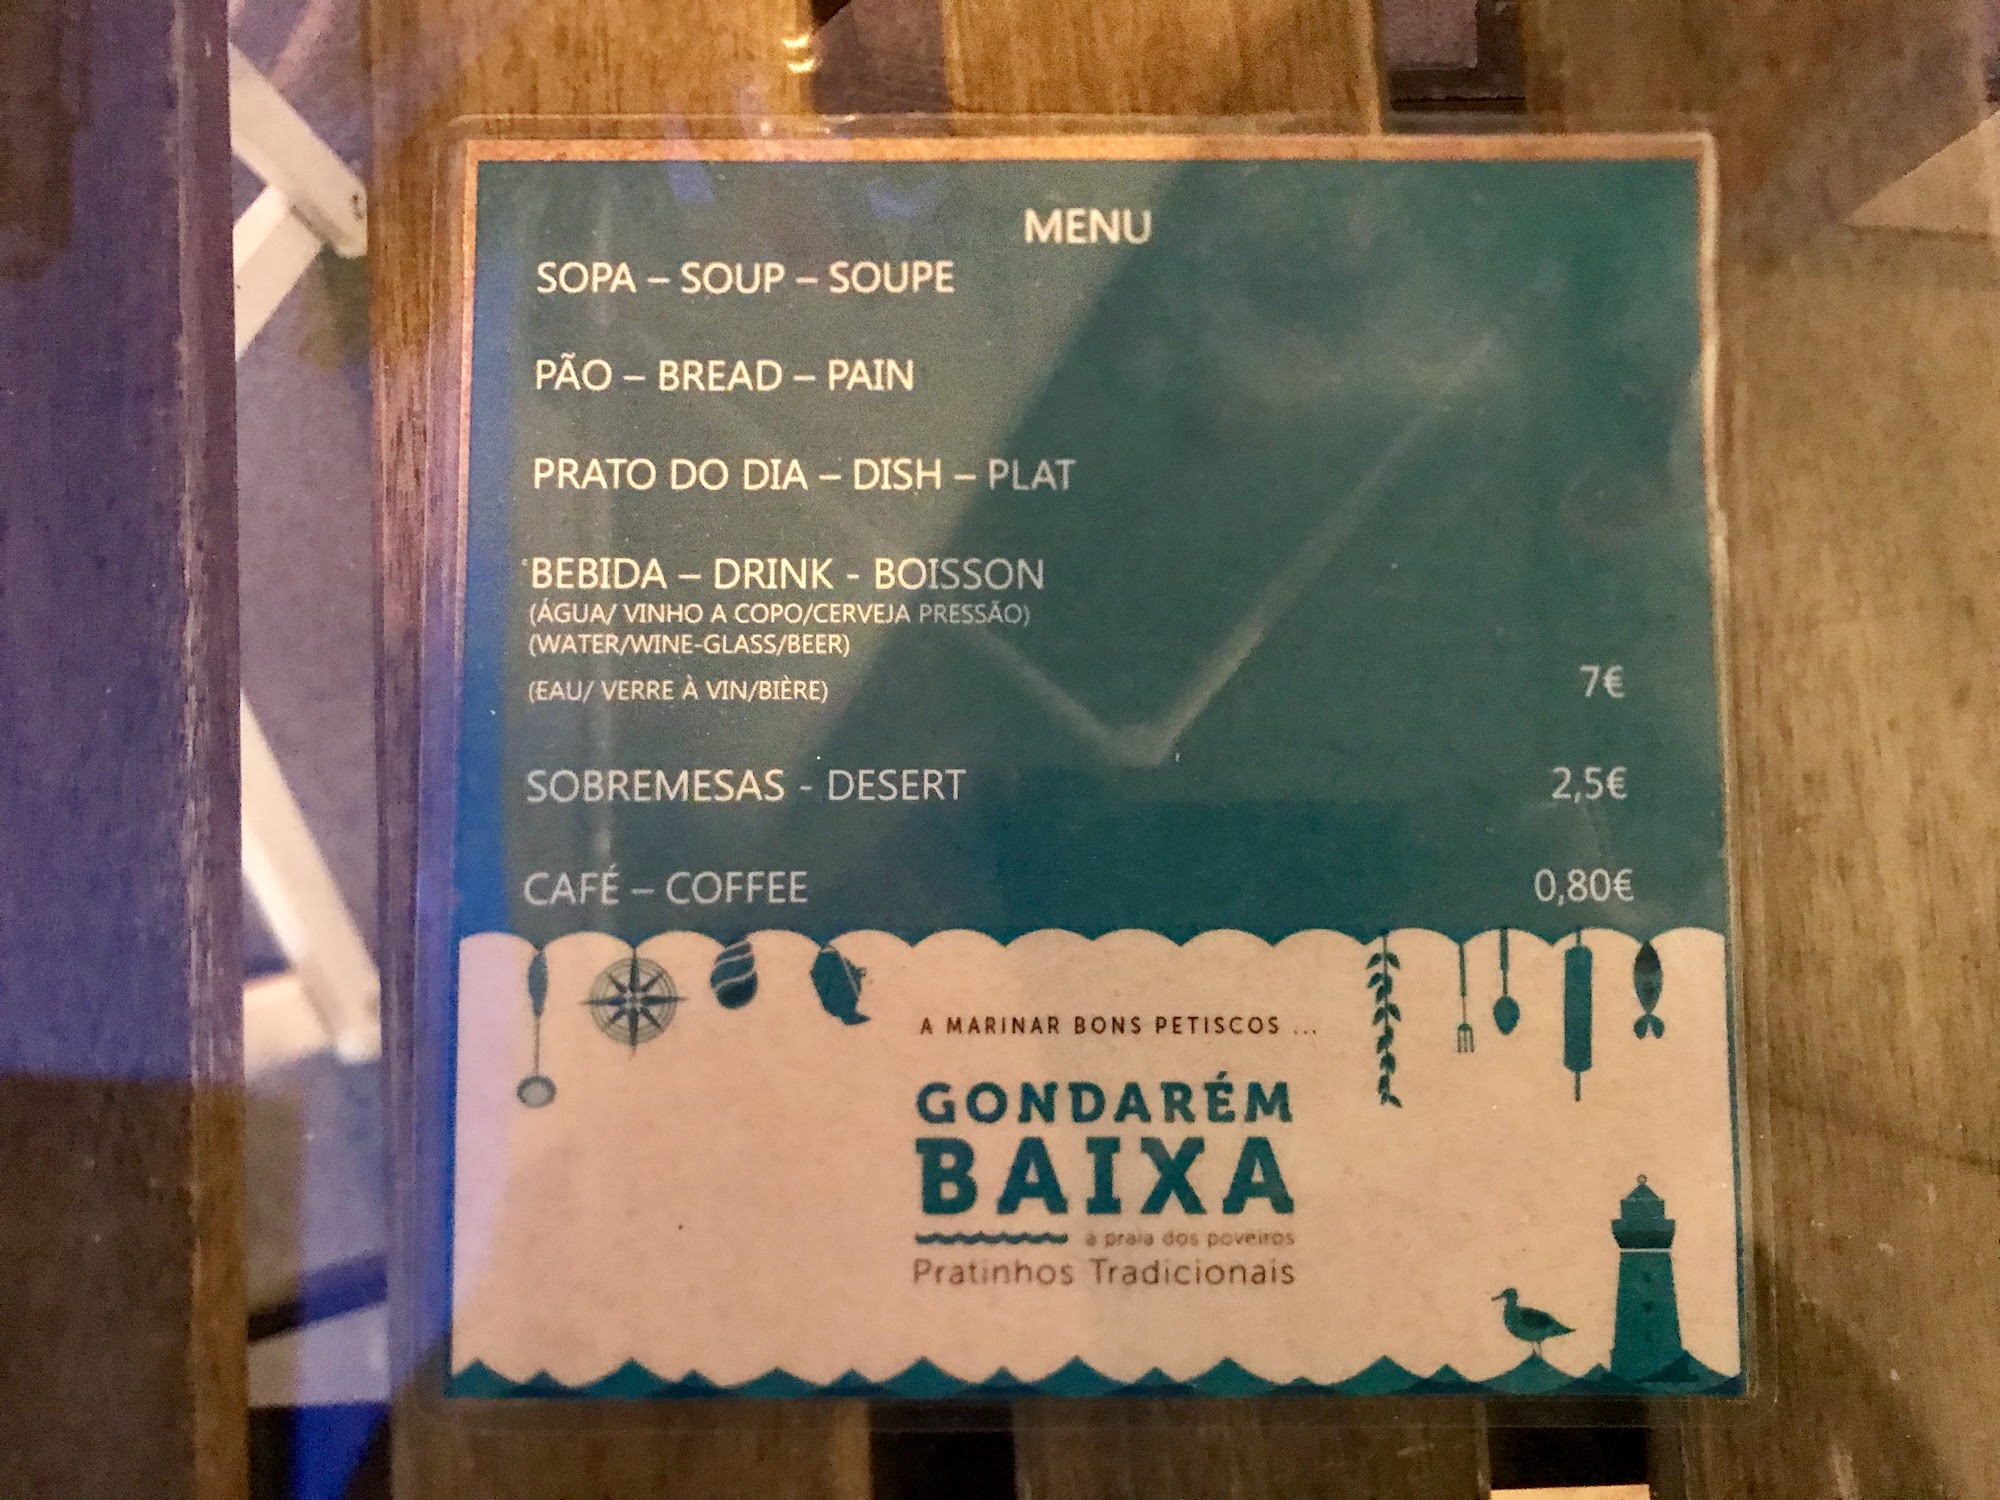 MENU
SOPA – SOUP – SOUPE
PÃO – BREAD – PAIN
PRATO DO DIA – DISH – PLAT
BEBIDA – DRINK - BOISSON
(ÁGUA/ VINHO A COPO/CERVEJA PRESSÃO)
(WATER/WINE-GLASS/BEER)
(EAU/ VERRE À VIN/BIÈRE) 7€
SOBREMESAS - DESERT 2,5€
CAFÉ – COFFEE 0,80€
A MARINAR BONS PETISCOS ...
GONDARÉM
BAIXA
à praia dos poveiros
Pratinhos Tradicionais